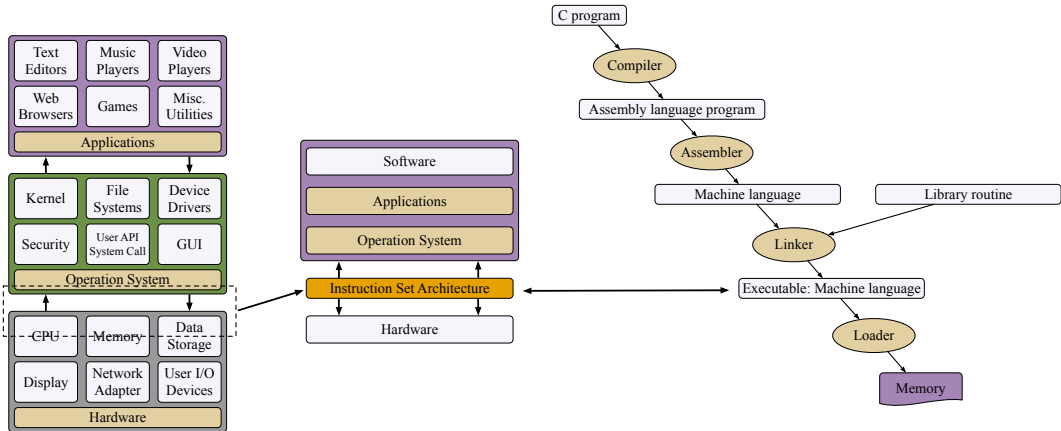 Text
Editors
Music
Players
Video
Players
Web
Browsers
Games
Misc.
Utilities
Applications
Kernel
File
Systems
Device
Drivers
Security
User API
System Call
GUI
Operation System
CPU
Memory
Data
Storage
Display
Network
Adapter
User I/O
Devices
Hardware
Software
Applications
Operation System
Instruction Set Architecture
Hardware
C program
Compiler
Assembly language program
Assembler
Machine language
Library routine
Linker
Executable: Machine language
Loader
Memory